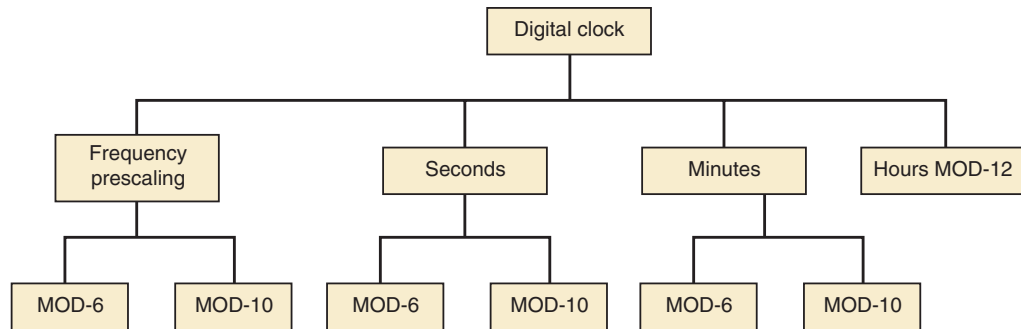 Digital clock
Frequency
prescaling
Seconds
Minutes
Hours MOD-12
MOD-6
MOD-10
MOD-6
MOD-10
MOD-6
MOD-10